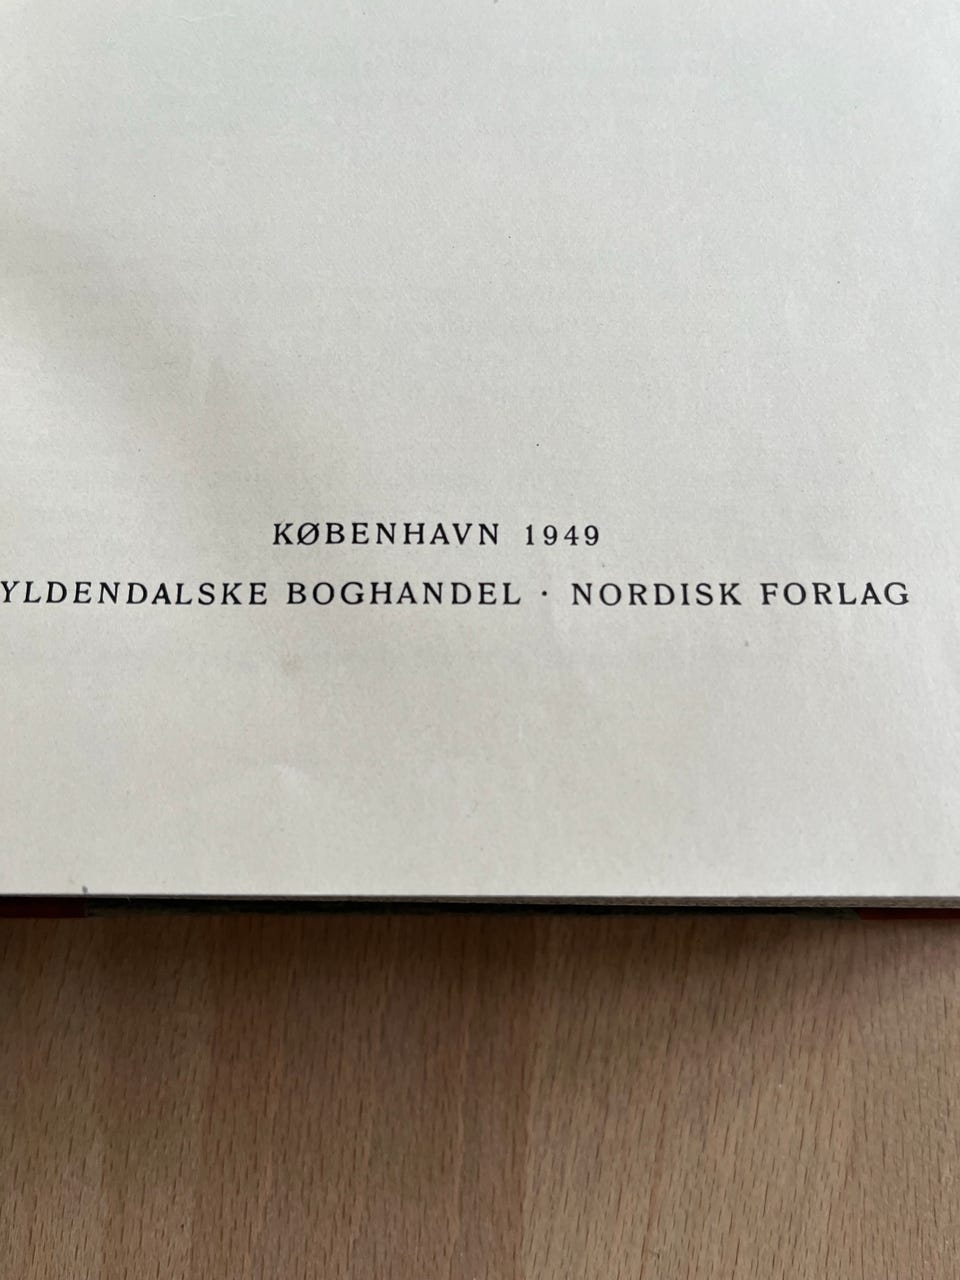 KØBENHAVN 1949
YLDENDALSKE BOGHANDEL · NORDISK FORLAG